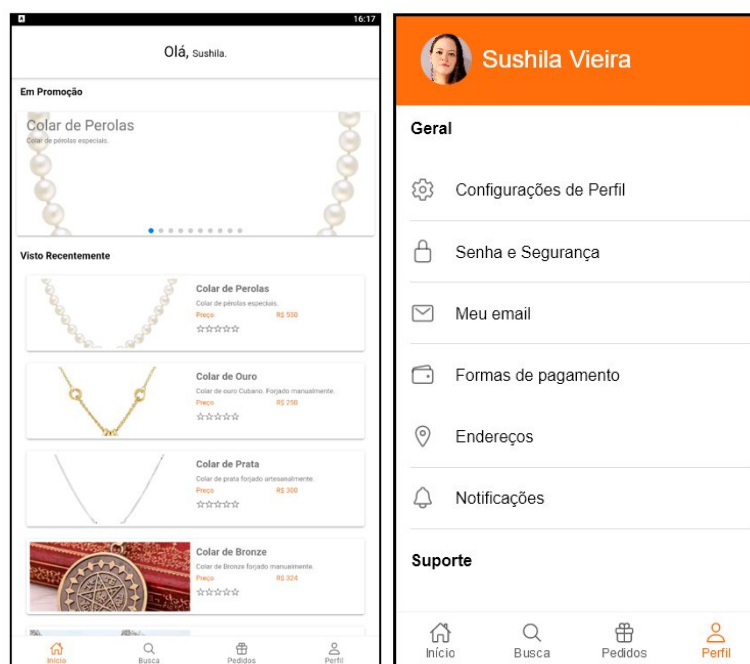 16:17
Olá, Sushila.
Em Promoção
Colar de Perolas
Colar de pérolas especiais.
Visto Recentemente
Colar de Perolas
Colar de pérolas especiais.
Preço R$ 550
Colar de Ouro
Colar de ouro Cubano. Forjado manualmente.
Preço R$ 250
Colar de Prata
Colar de prata forjado artesanalmente.
Preço R$ 300
Colar de Bronze
Colar de Bronze forjado manualmente.
Preço R$ 324
Início Busca Pedidos Perfil
Sushila Vieira
Geral
Configurações de Perfil
Senha e Segurança
Meu email
Formas de pagamento
Endereços
Notificações
Suporte
Início Busca Pedidos Perfil